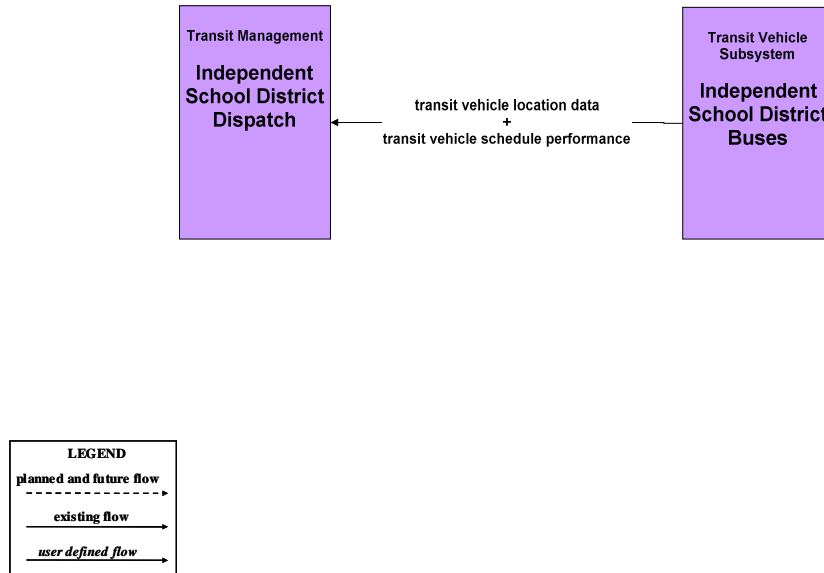 Transit Management
Independent
School District
Dispatch
transit vehicle location data
+
transit vehicle schedule performance
Transit Vehicle
Subsystem
Independent
School District
Buses
LEGEND
planned and future flow
existing flow
user defined flow